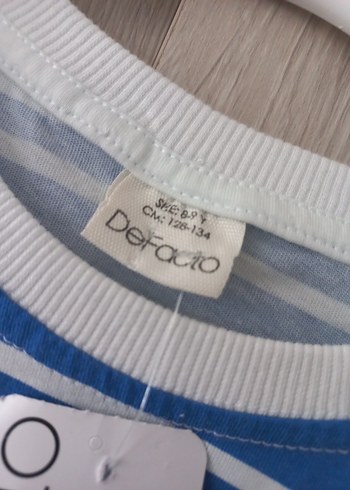 SIZE: 8-9 Y
CM: 128-134
DeFacto